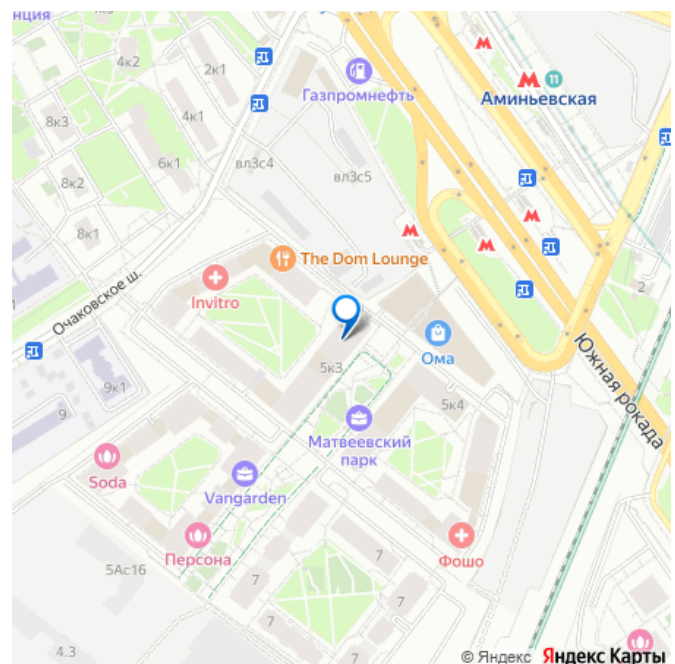 нция
4к2
2к1
Газпромнефть
М 11
Аминьевская
8к3
4к1
6к1
вл3с4
вл3с5
8к2
8к1
The Dom Lounge
2
Invitro
Очаковское ш.
Ома
Южная рокада
5к3
9к1
9
5к4
Матвеевский
парк
Soda
Vangarden
Персона
Фошо
5Ас16
7
7
7
7
4.3
© Яндекс Яндекс Карты